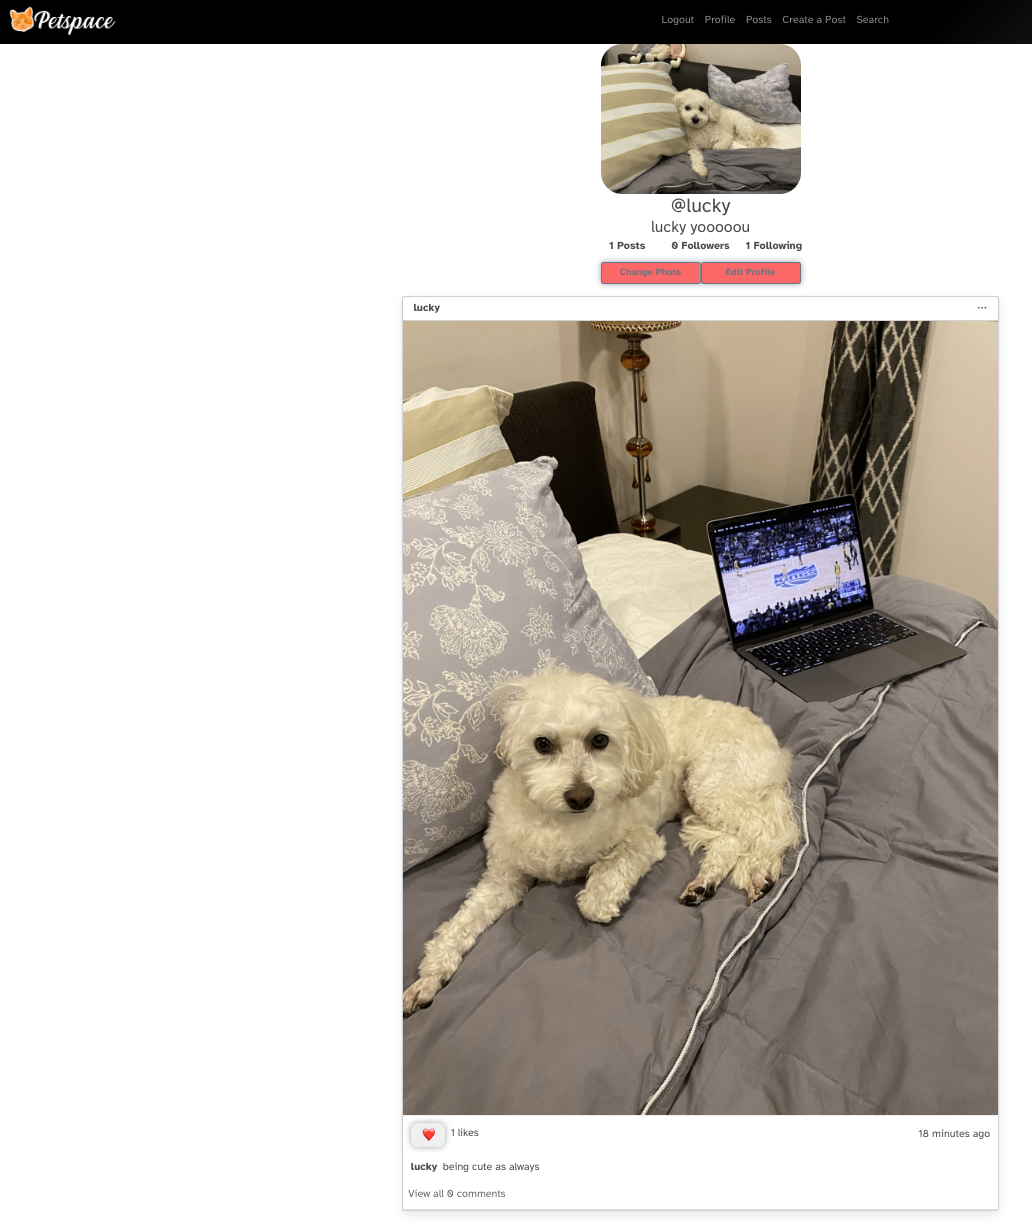 Petspace
Logout Profile Posts Create a Post Search
@lucky
lucky yooooou
1 Posts 0 Followers 1 Following
Change Photo Edit Profile
lucky ...
1 likes 18 minutes ago
lucky being cute as always
View all 0 comments